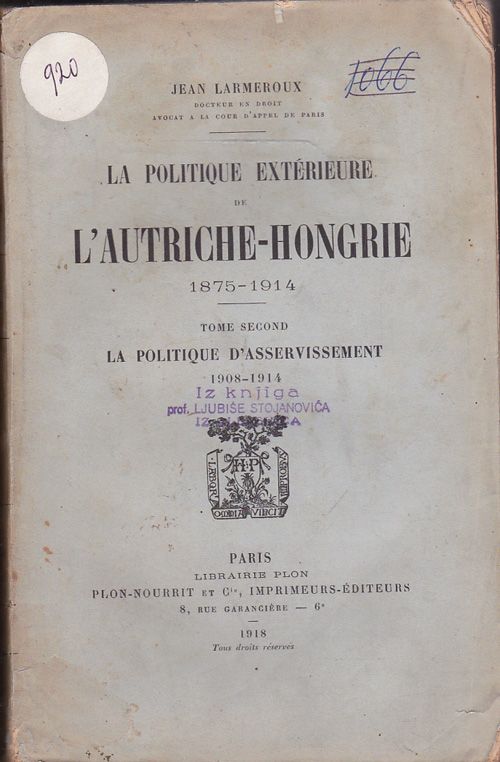 920
1066
JEAN LARMEROUX
DOCTEUR EN DROIT
AVOCAT A LA COUR D'APPEL DE PARIS
LA POLITIQUE EXTÉRIEURE
DE
L'AUTRICHE-HONGRIE
1875-1914
TOME SECOND
LA POLITIQUE D'ASSERVISSEMENT
1908-1914
Iz knjiga
prof. LJUBIŠE STOJANOVIĆA
LABOR
H·P
IMPROBVS
OMNIA VINCIT
PARIS
LIBRAIRIE PLON
PLON-NOURRIT ET Cie, IMPRIMEURS-ÉDITEURS
8, RUE GARANCIÈRE — 6e
1918
Tous droits réservés